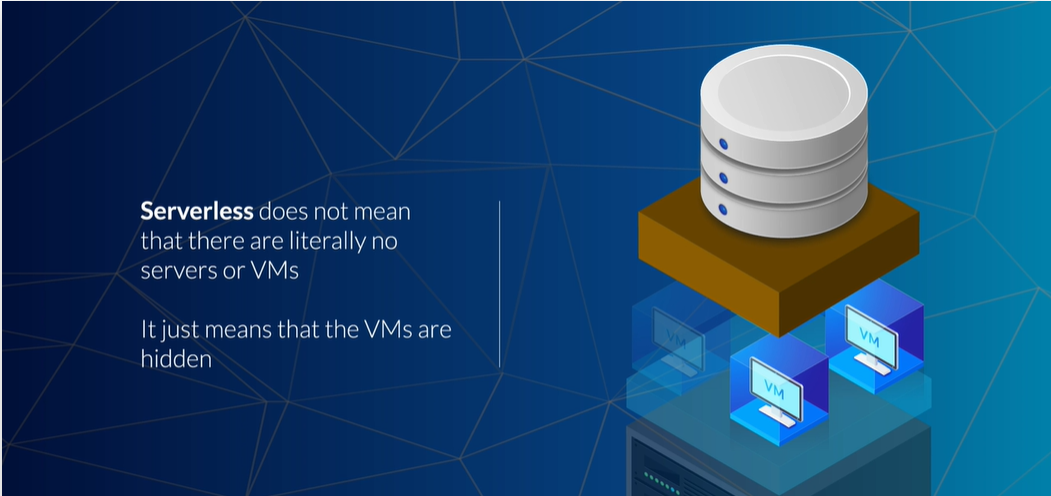 Serverless does not mean
that there are literally no
servers or VMs
It just means that the VMs are
hidden
VM
VM
VM